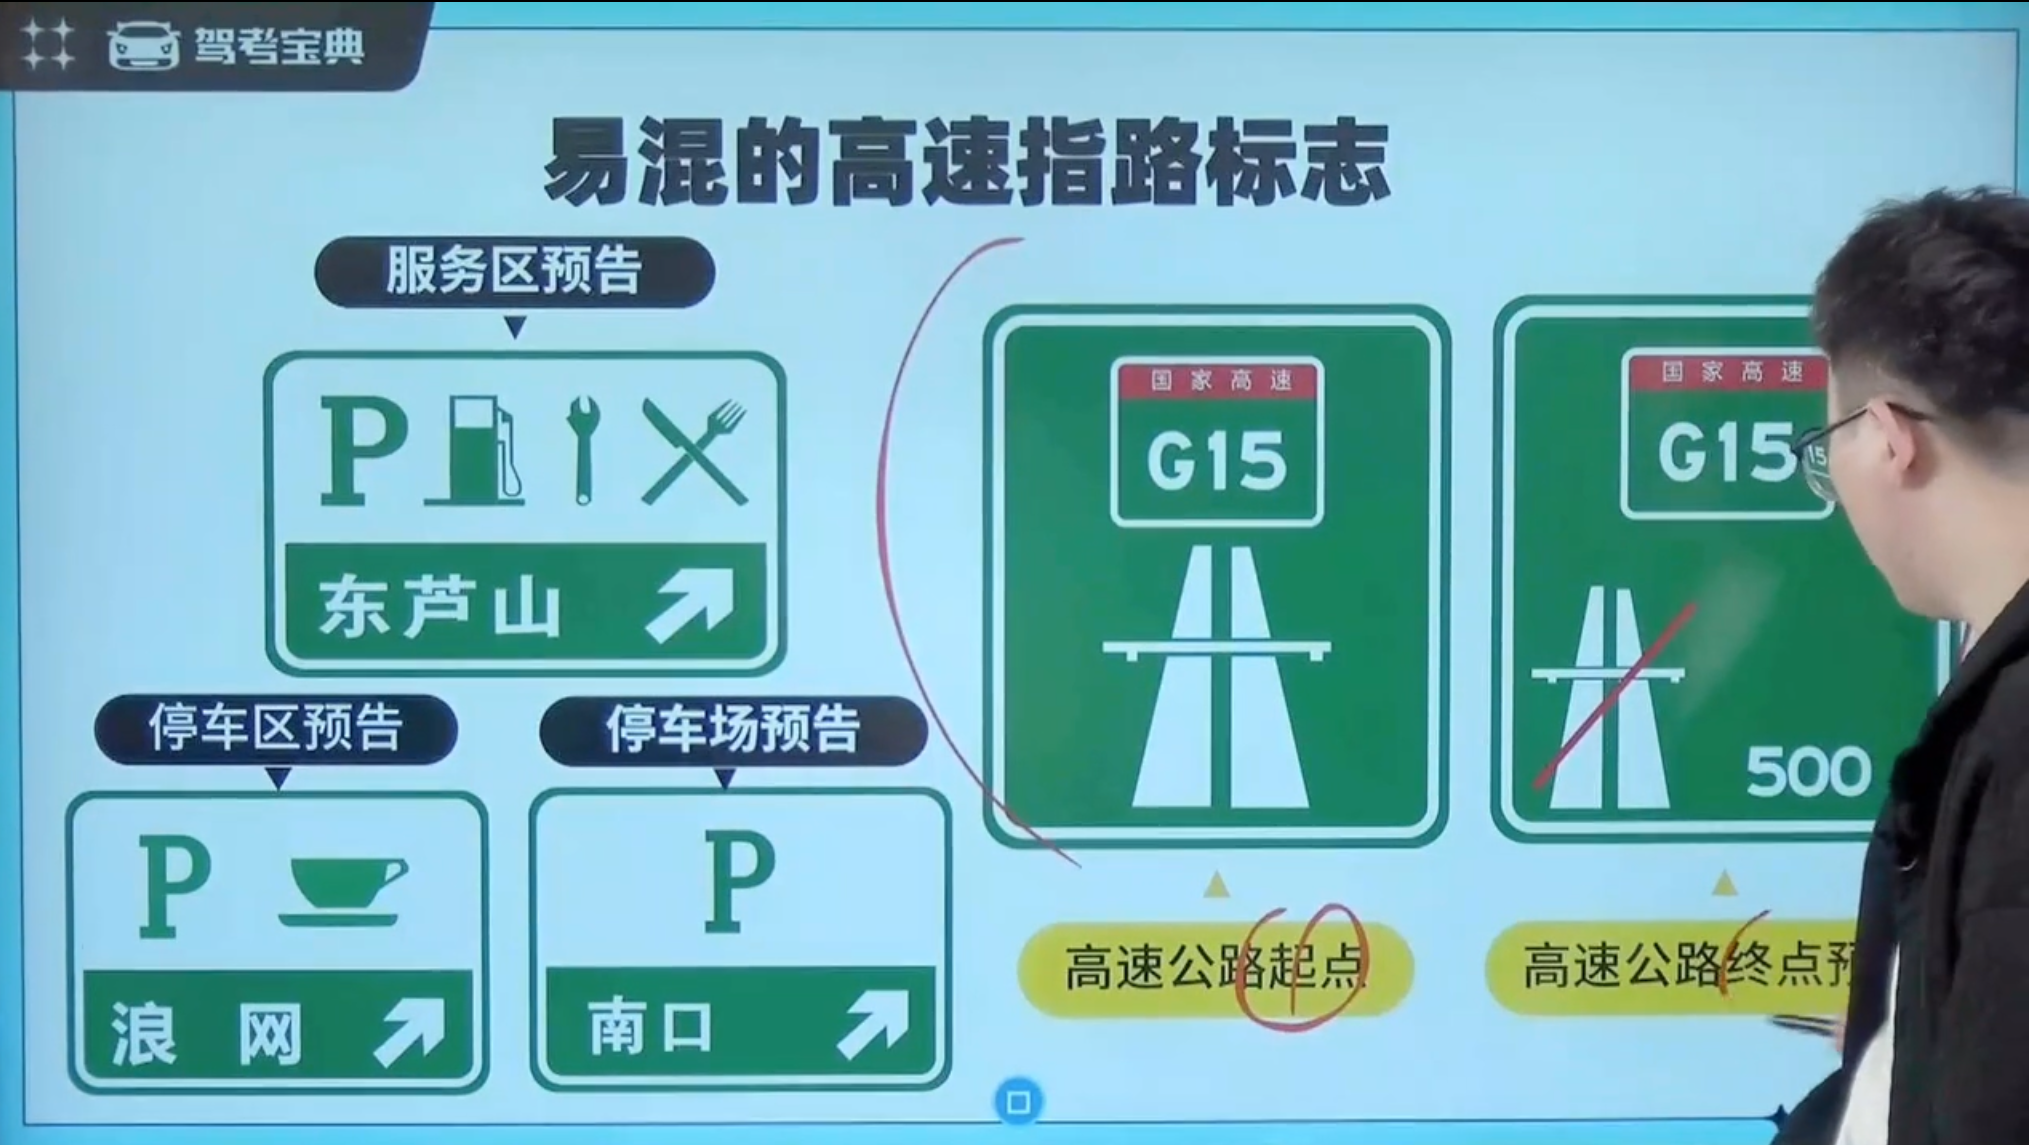 驾考宝典
易混的高速指路标志
服务区预告
P
东芦山
停车区预告
P
浪网
停车场预告
P
南口
国家高速
G15
高速公路起点
国家高速
G15
500
高速公路终点预